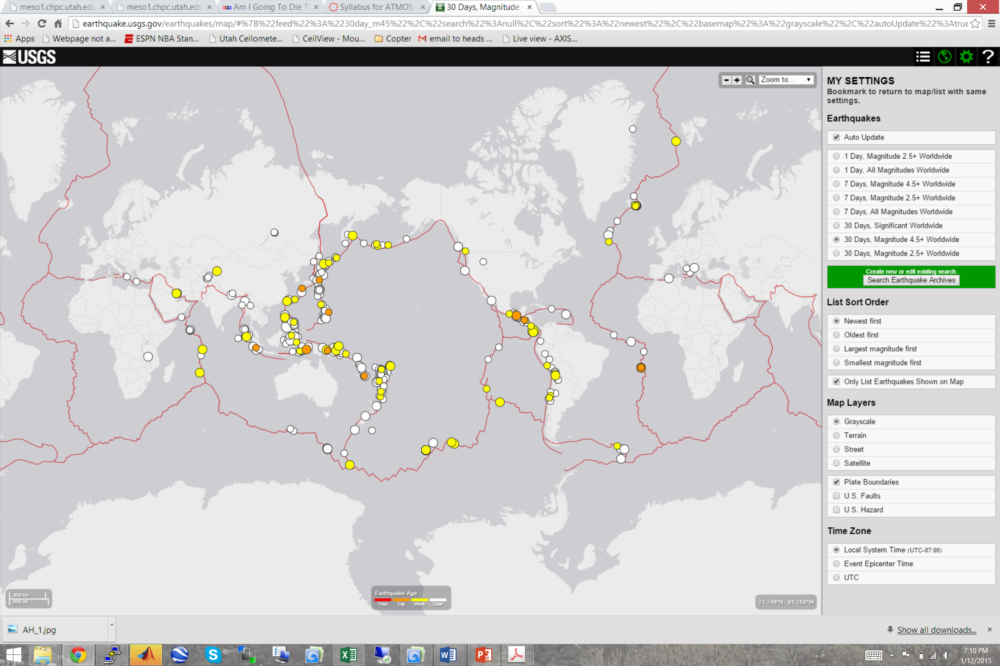 meso1.chpc.utah.edu
meso1.chpc.utah.edu
npr Am I Going To Die T
Syllabus for ATMOS
30 Days, Magnitude
earthquake.usgs.gov/earthquakes/map/#%7B%22feed%22%3A%2230day_m45%22%2C%22search%22%3Anull%2C%22sort%22%3A%22newest%22%2C%22basemap%22%3A%22grayscale%22%2C%22autoUpdate%22%3Atrue
Apps
Webpage not a...
ESPN NBA Stan...
Utah Ceilomete...
CeilView - Mou...
Copter
email to heads ...
Live view - AXIS...
USGS
?
- +
Zoom to...
MY SETTINGS
Bookmark to return to map/list with same
settings.
Earthquakes
Auto Update
1 Day, Magnitude 2.5+ Worldwide
1 Day, All Magnitudes Worldwide
7 Days, Magnitude 4.5+ Worldwide
7 Days, Magnitude 2.5+ Worldwide
7 Days, All Magnitudes Worldwide
30 Days, Significant Worldwide
30 Days, Magnitude 4.5+ Worldwide
30 Days, Magnitude 2.5+ Worldwide
Create new or edit existing search.
Search Earthquake Archives
List Sort Order
Newest first
Oldest first
Largest magnitude first
Smallest magnitude first
Only List Earthquakes Shown on Map
Map Layers
Grayscale
Terrain
Street
Satellite
Plate Boundaries
U.S. Faults
U.S. Hazard
Time Zone
Local System Time (UTC-07:00)
Event Epicenter Time
UTC
3000 km
2000 mi
Earthquake Age
Hour Day Week Older
71.746°N : 91.758°W
AH_1.jpg
Show all downloads...
7:10 PM
1/12/2015